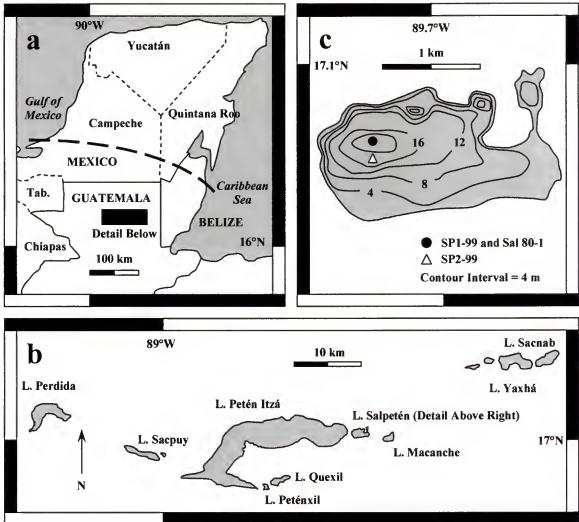 a
90°W
Yucatán
Gulf of
Mexico
Campeche
Quintana Roo
MEXICO
Tab.
GUATEMALA
Caribbean
Sea
Detail Below
BELIZE
Chiapas
16°N
100 km
c
89.7°W
1 km
17.1°N
16
12
8
4
SP1-99 and Sal 80-1
SP2-99
Contour Interval = 4 m
b
89°W
10 km
L. Sacnab
L. Yaxhá
L. Perdida
L. Petén Itzá
L. Salpetén (Detail Above Right)
17°N
L. Macanche
L. Sacpuy
L. Quexil
L. Peténxil
N